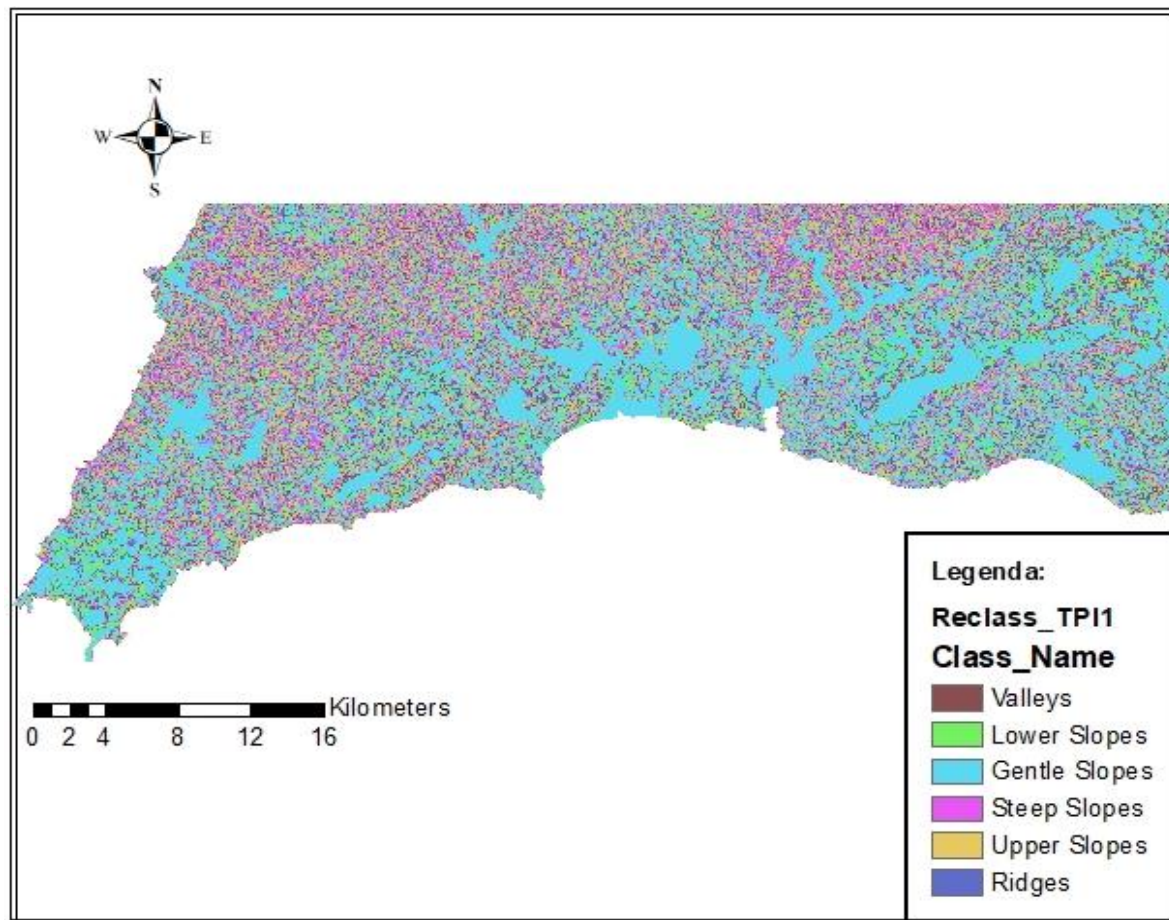 N
W E
S
Kilometers
0 2 4 8 12 16
Legenda:
Reclass_TPI1
Class_Name
Valleys
Lower Slopes
Gentle Slopes
Steep Slopes
Upper Slopes
Ridges